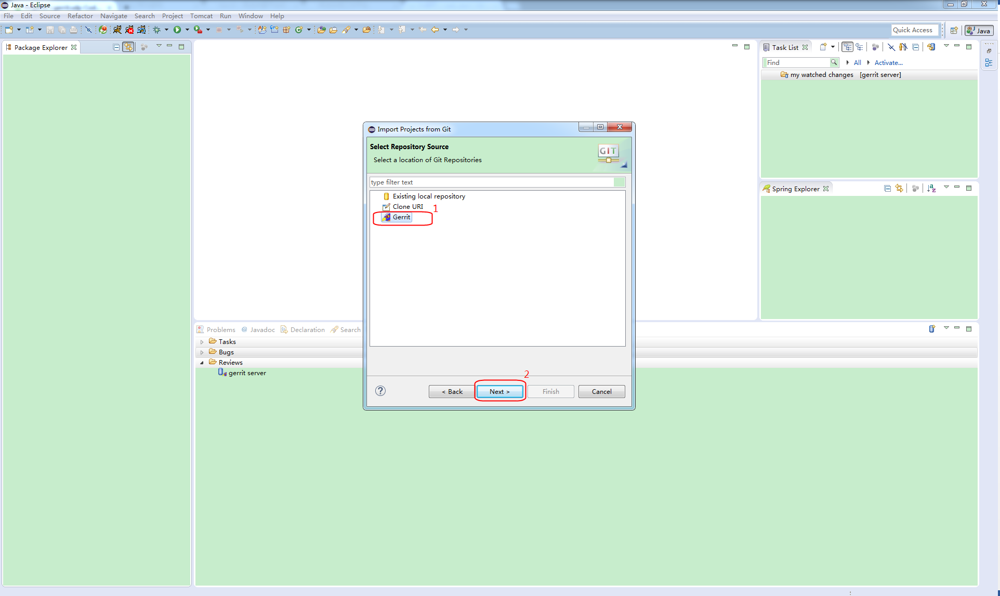 Java - Eclipse
File Edit Source Refactor Navigate Search Project Tomcat Run Window Help
Quick Access
Java
Package Explorer
Task List
Find
All
Activate...
my watched changes [gerrit server]
Import Projects from Git
Select Repository Source
Select a location of Git Repositories
GIT
type filter text
Existing local repository
Clone URI
1
Gerrit
Spring Explorer
Problems @ Javadoc Declaration Search
Tasks
Bugs
Reviews
gerrit server
2
< Back
Next >
Finish
Cancel